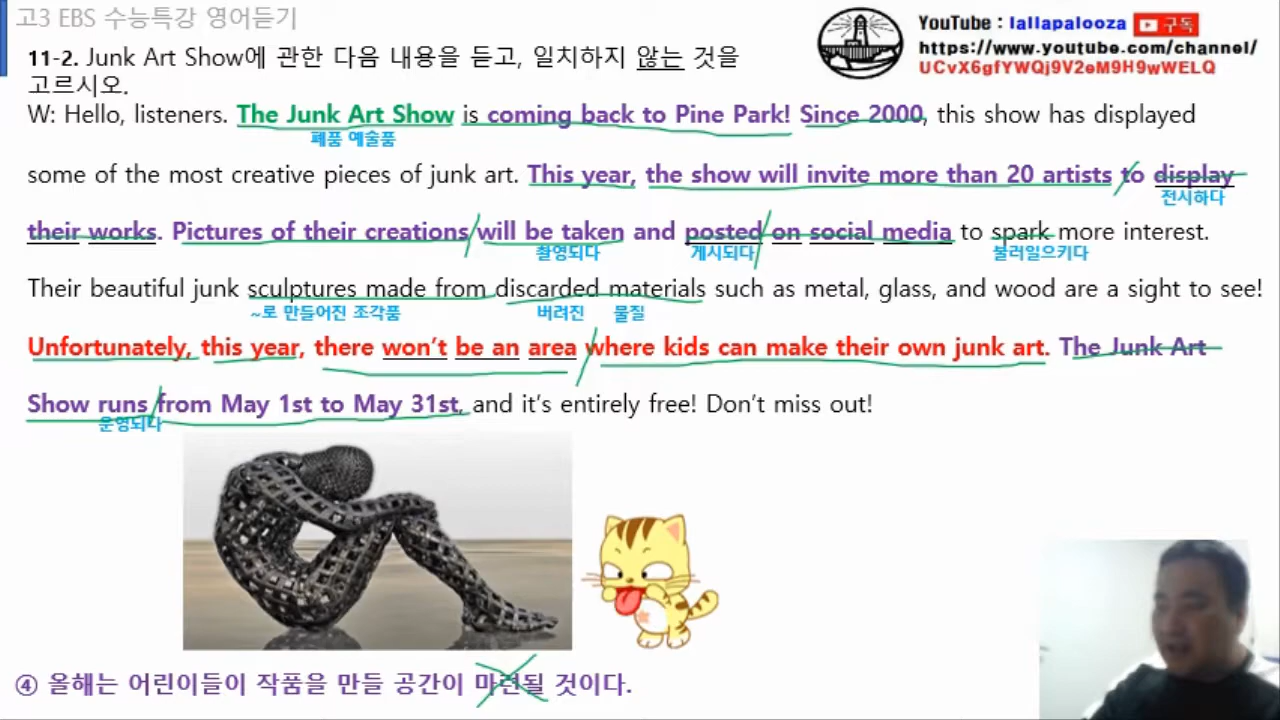 고3 EBS 수능특강 영어듣기
YouTube : lallapalooza 구독
https://www.youtube.com/channel/
UCvX6gfYWQj9V2eM9H9wWELQ
11-2. Junk Art Show에 관한 다음 내용을 듣고, 일치하지 않는 것을
고르시오.
W: Hello, listeners. The Junk Art Show is coming back to Pine Park! Since 2000, this show has displayed
폐품 예술품
some of the most creative pieces of junk art. This year, the show will invite more than 20 artists to display
전시하다
their works. Pictures of their creations will be taken and posted on social media to spark more interest.
촬영되다 게시되다 불러일으키다
Their beautiful junk sculptures made from discarded materials such as metal, glass, and wood are a sight to see!
~로 만들어진 조각품 버려진 물질
Unfortunately, this year, there won't be an area where kids can make their own junk art. The Junk Art
Show runs from May 1st to May 31st, and it's entirely free! Don't miss out!
운영되다
④ 올해는 어린이들이 작품을 만들 공간이 마련될 것이다.